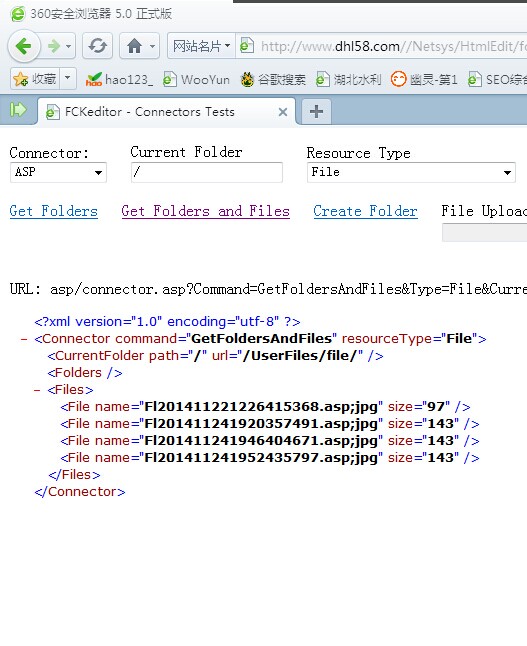 360安全浏览器 5.0 正式版
网站名片 http://www.dhl58.com//Netsys/HtmlEdit/fc
收藏 hao123_ WooYun 谷歌搜索 湖北水利 幽灵-第1 SEO综合
FCKeditor - Connectors Tests
Connector: Current Folder Resource Type
ASP / File
Get Folders Get Folders and Files Create Folder File Upload
URL: asp/connector.asp?Command=GetFoldersAndFiles&Type=File&Curre
<?xml version="1.0" encoding="utf-8" ?>
− <Connector command="GetFoldersAndFiles" resourceType="File">
<CurrentFolder path="/" url="/UserFiles/file/" />
<Folders />
− <Files>
<File name="Fl201411221226415368.asp;jpg" size="97" />
<File name="Fl201411241920357491.asp;jpg" size="143" />
<File name="Fl201411241946404671.asp;jpg" size="143" />
<File name="Fl201411241952435797.asp;jpg" size="143" />
</Files>
</Connector>